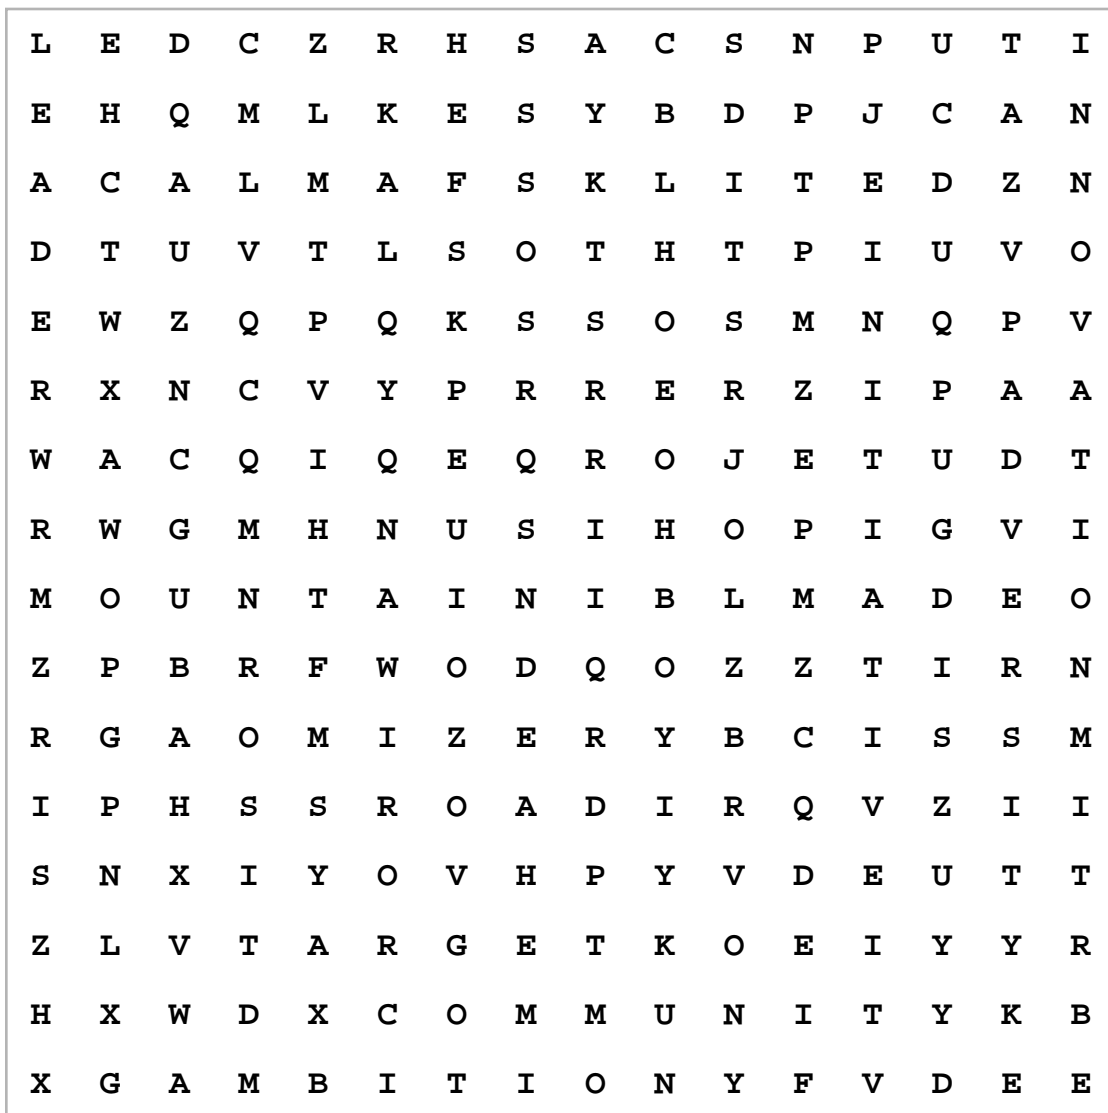 L E D C Z R H S A C S N P U T I
E H Q M L K E S Y B D P J C A N
A C A L M A F S K L I T E D Z N
D T U V T L S O T H T P I U V O
E W Z Q P Q K S S O S M N Q P V
R X N C V Y P R R E R Z I P A A
W A C Q I Q E Q R O J E T U D T
R W G M H N U S I H O P I G V I
M O U N T A I N I B L M A D E O
Z P B R F W O D Q O Z Z T I R N
R G A O M I Z E R Y B C I S S M
I P H S S R O A D I R Q V Z I I
S N X I Y O V H P Y V D E U T T
Z L V T A R G E T K O E I Y Y R
H X W D X C O M M U N I T Y K B
X G A M B I T I O N Y F V D E E